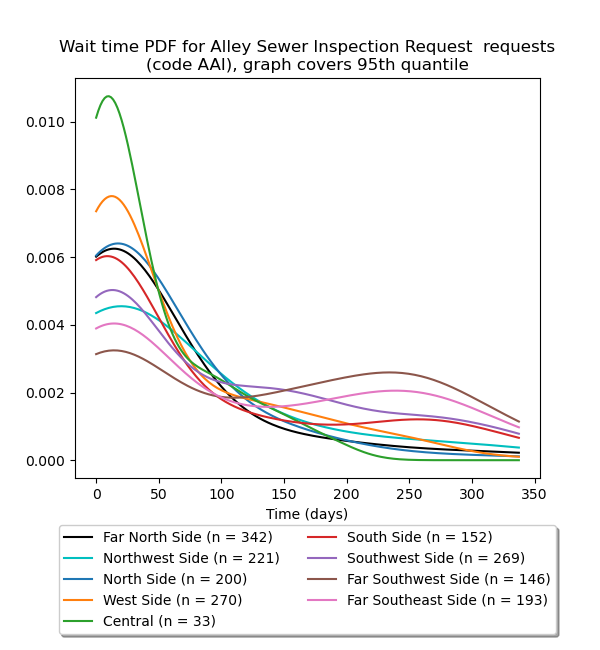 Wait time PDF for Alley Sewer Inspection Request  requests
(code AAI), graph covers 95th quantile
0.010
0.008
0.006
0.004
0.002
0.000
0 50 100 150 200 250 300 350
Time (days)
Far North Side (n = 342)
Northwest Side (n = 221)
North Side (n = 200)
West Side (n = 270)
Central (n = 33)
South Side (n = 152)
Southwest Side (n = 269)
Far Southwest Side (n = 146)
Far Southeast Side (n = 193)